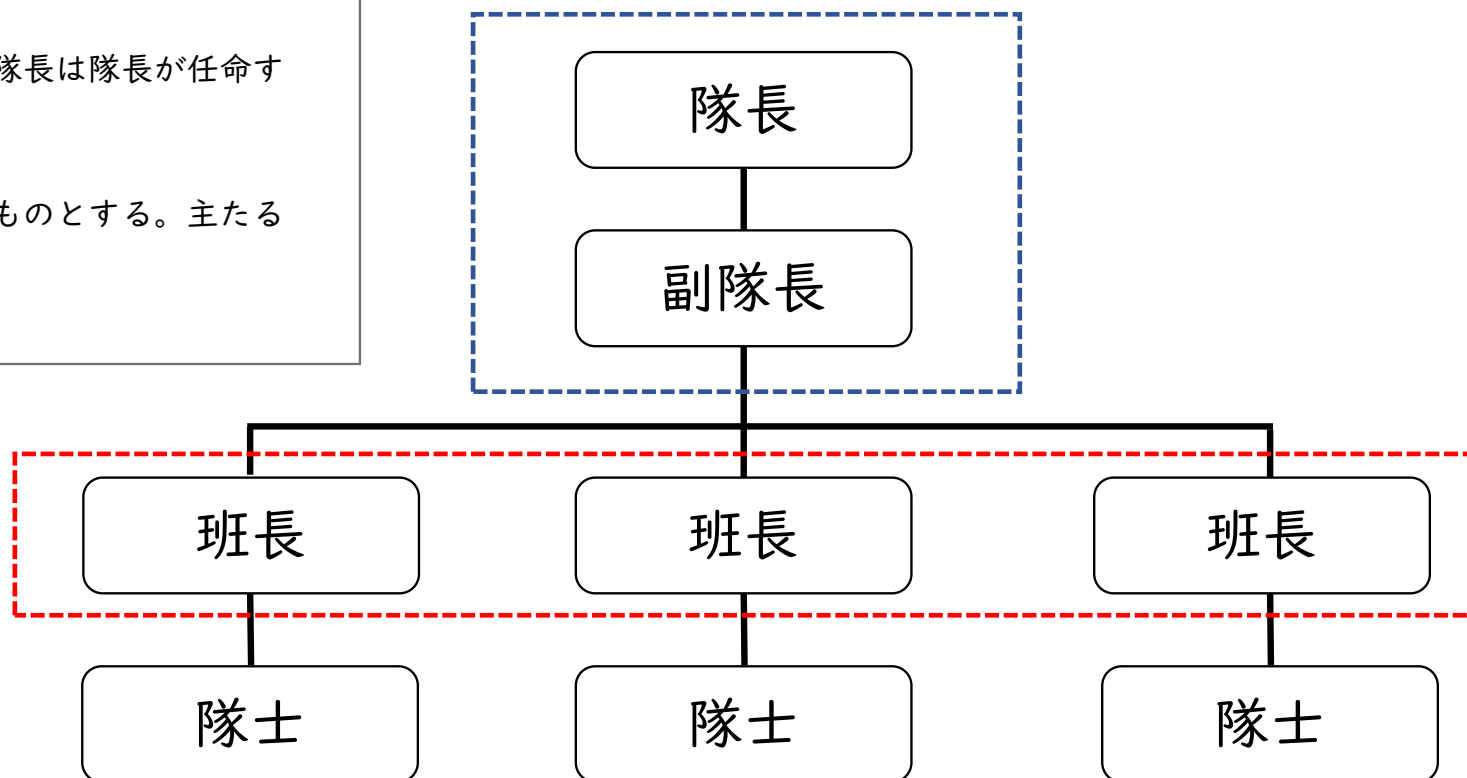 隊長は隊長が任命す
ものとする。主たる
隊長
副隊長
班長 班長 班長
隊士 隊士 隊士